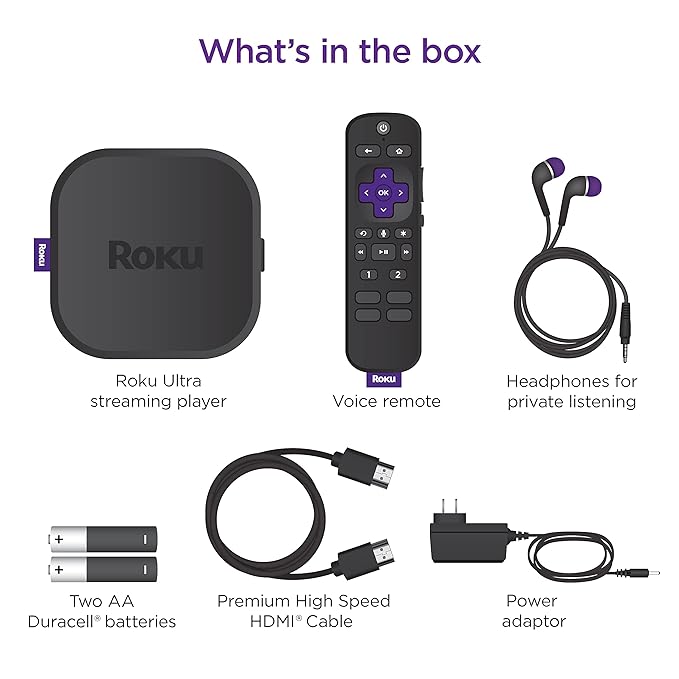 What's in the box
Roku
Roku
OK
1 2
Roku
Roku Ultra
streaming player
Voice remote
Headphones for
private listening
+ −
+ −
Two AA
Duracell® batteries
Premium High Speed
HDMI® Cable
Power
adaptor